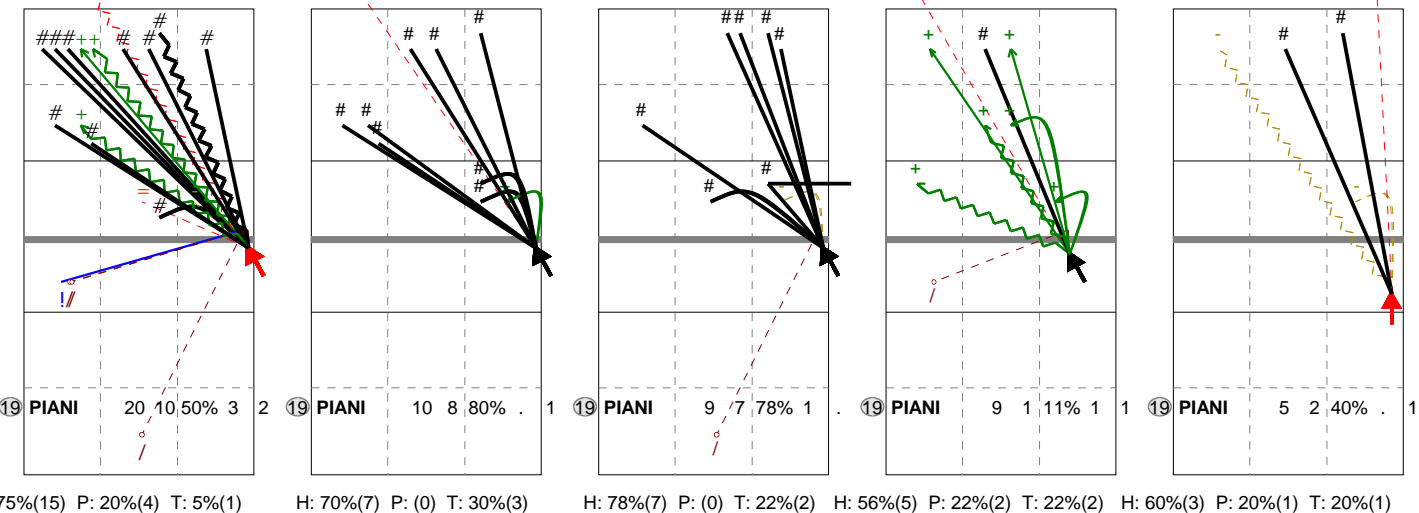 19 PIANI 20 10 50% 3 2
19 PIANI 10 8 80% . 1
19 PIANI 9 7 78% 1 .
19 PIANI 9 1 11% 1 1
19 PIANI 5 2 40% . 1
75%(15) P: 20%(4) T: 5%(1)
H: 70%(7) P: (0) T: 30%(3)
H: 78%(7) P: (0) T: 22%(2)
H: 56%(5) P: 22%(2) T: 22%(2)
H: 60%(3) P: 20%(1) T: 20%(1)